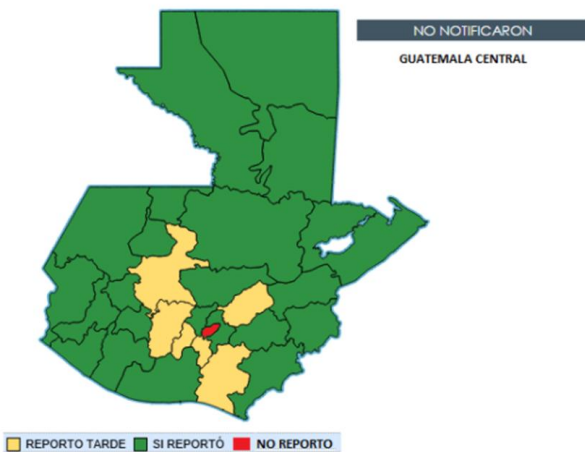 NO NOTIFICARON
GUATEMALA CENTRAL
REPORTO TARDE SI REPORTÓ NO REPORTO